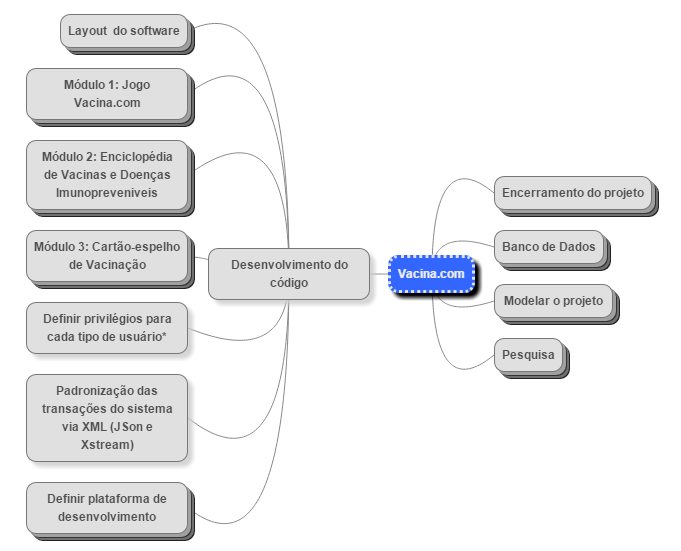 Layout do software
Módulo 1: Jogo
Vacina.com
Módulo 2: Enciclopédia
de Vacinas e Doenças
Imunopreveniveis
Módulo 3: Cartão-espelho
de Vacinação
Definir privilégios para
cada tipo de usuário*
Padronização das
transações do sistema
via XML (JSon e
Xstream)
Definir plataforma de
desenvolvimento
Desenvolvimento do
código
Vacina.com
Encerramento do projeto
Banco de Dados
Modelar o projeto
Pesquisa